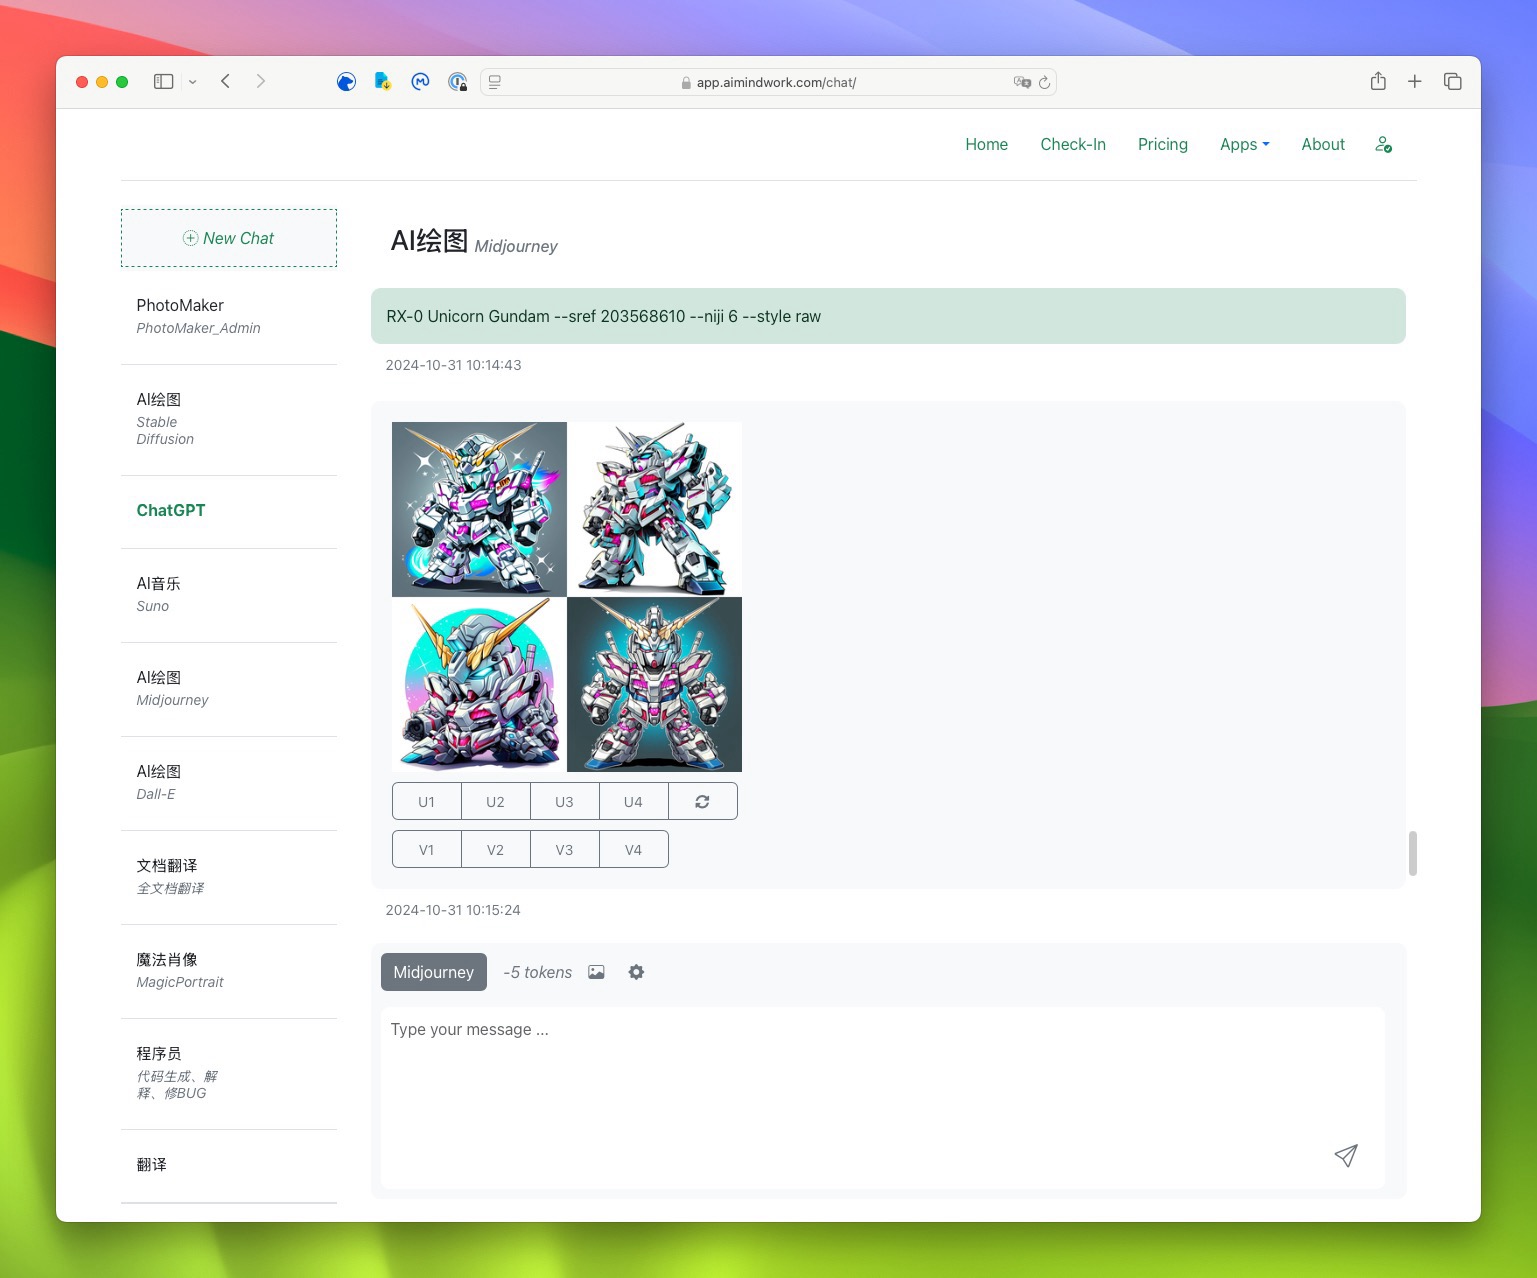 app.aimindwork.com/chat/
Home Check-In Pricing Apps About
New Chat
PhotoMaker
PhotoMaker_Admin
AI绘图
Stable
Diffusion
ChatGPT
AI音乐
Suno
AI绘图
Midjourney
AI绘图
Dall-E
文档翻译
全文档翻译
魔法肖像
MagicPortrait
程序员
代码生成、解
释、修BUG
翻译
AI绘图 Midjourney
RX-0 Unicorn Gundam --sref 203568610 --niji 6 --style raw
2024-10-31 10:14:43
U1 U2 U3 U4
V1 V2 V3 V4
2024-10-31 10:15:24
Midjourney -5 tokens
Type your message ...